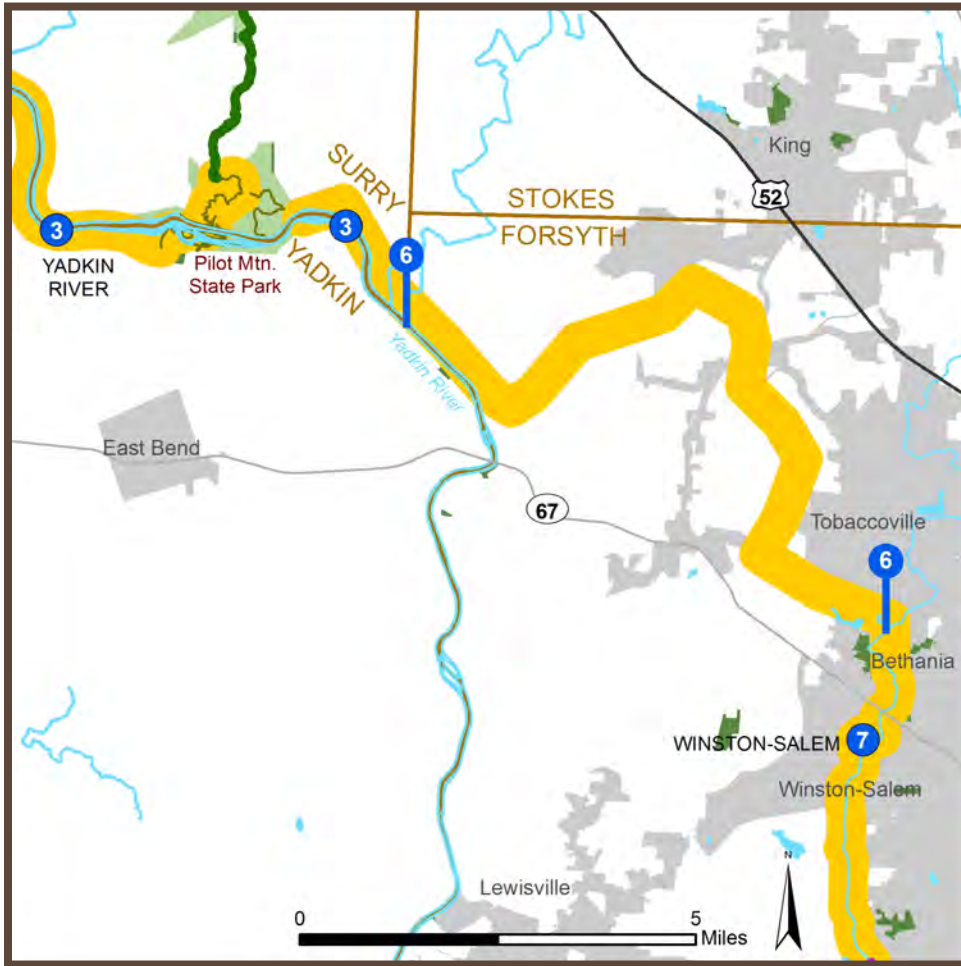 King
52
SURRY
STOKES
FORSYTH
3
YADKIN
RIVER
Pilot Mtn.
State Park
3
YADKIN
6
Yadkin River
East Bend
67
Tobaccoville
6
Bethania
WINSTON-SALEM
7
Winston-Salem
Lewisville
N
0
5
Miles